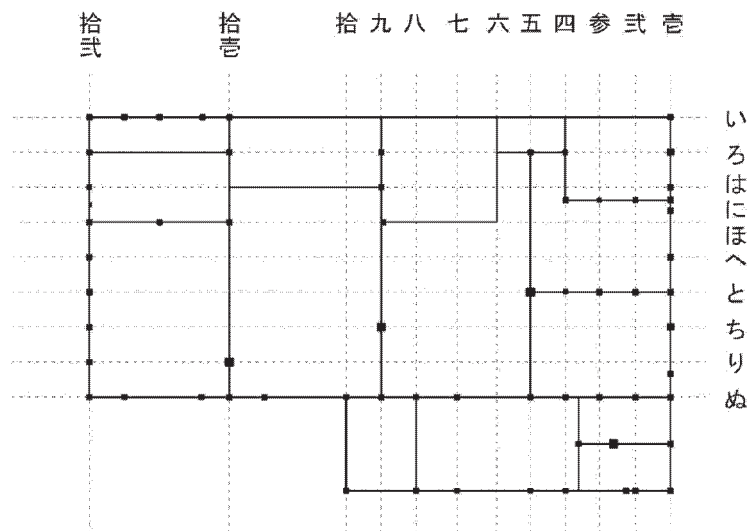 拾弐 拾壱 拾 九 八 七 六 五 四 参 弐 壱
い
ろ
は
に
ほ
へ
と
ち
り
ぬ